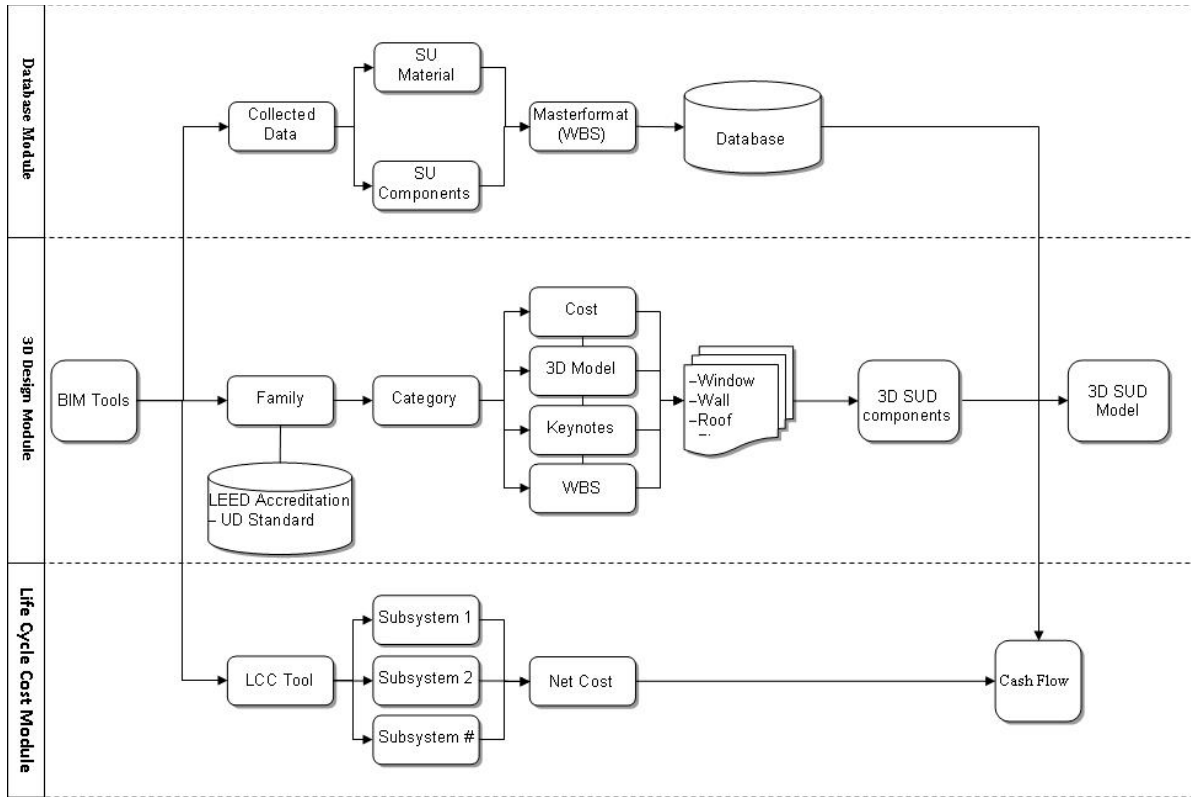 Database Module
SU
Material
Collected
Data
Masterformat
(WBS)
Database
SU
Components
3D Design Module
BIM Tools
Family
LEED Accreditation
– UD Standard
Category
Cost
3D Model
Keynotes
WBS
–Window
–Wall
–Roof
3D SUD
components
3D SUD
Model
Life Cycle Cost Module
LCC Tool
Subsystem 1
Subsystem 2
Subsystem #
Net Cost
Cash Flow